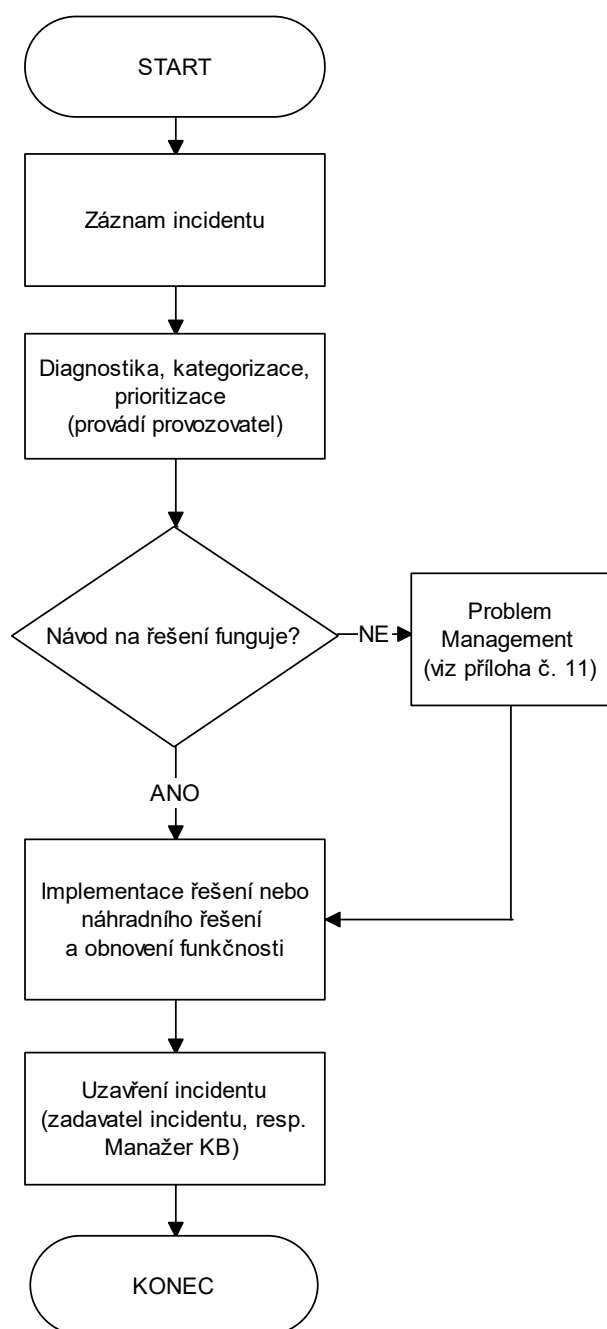 START
Záznam incidentu
Diagnostika, kategorizace,
prioritizace
(provádí provozovatel)
Návod na řešení funguje?
NE
Problem
Management
(viz příloha č. 11)
ANO
Implementace řešení nebo
náhradního řešení
a obnovení funkčnosti
Uzavření incidentu
(zadavatel incidentu, resp.
Manažer KB)
KONEC